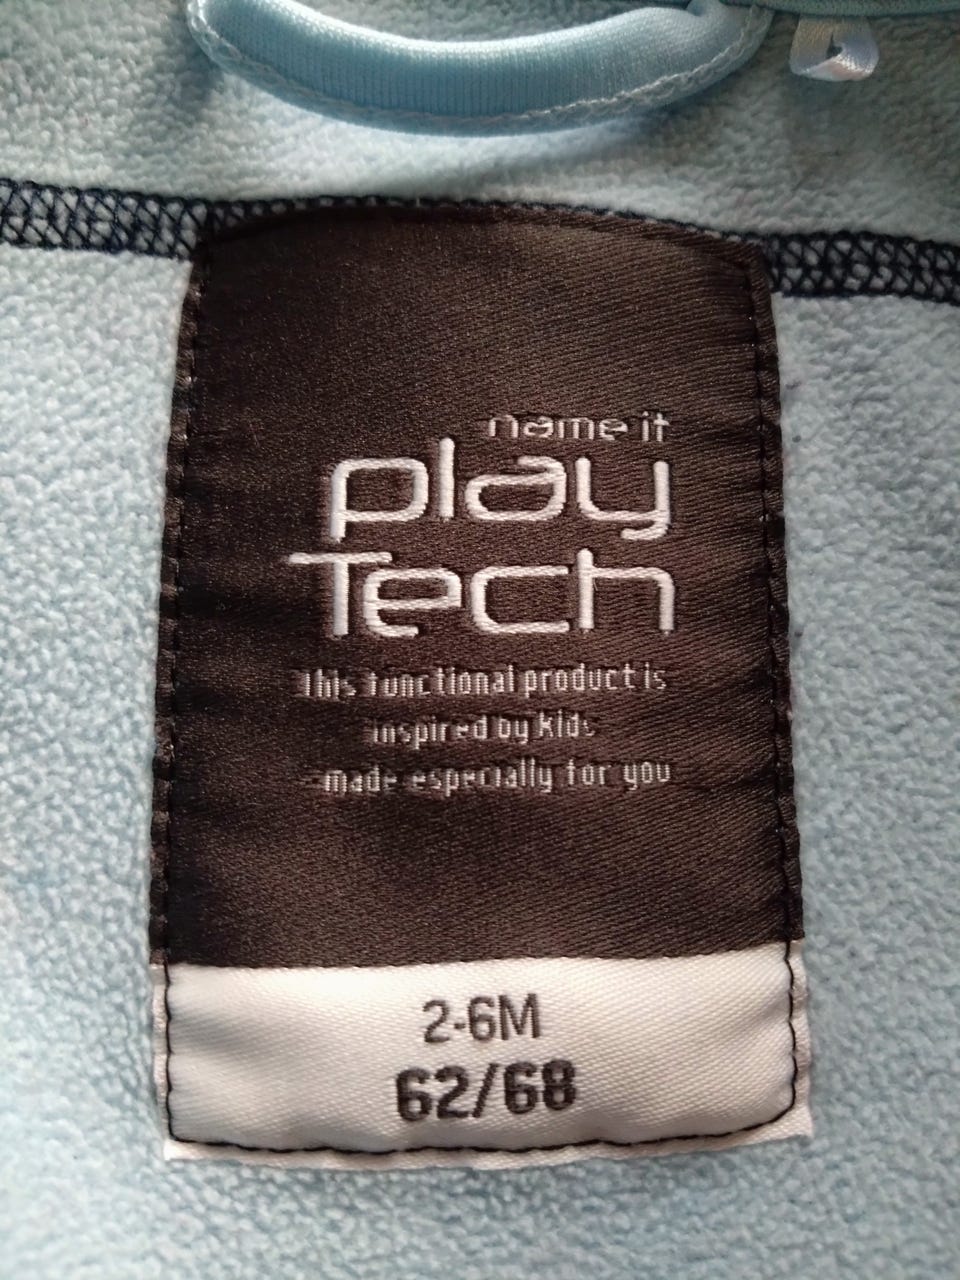 name it
play
Tech
This functional product is
inspired by kids
-made especially for you
2-6M
62/68